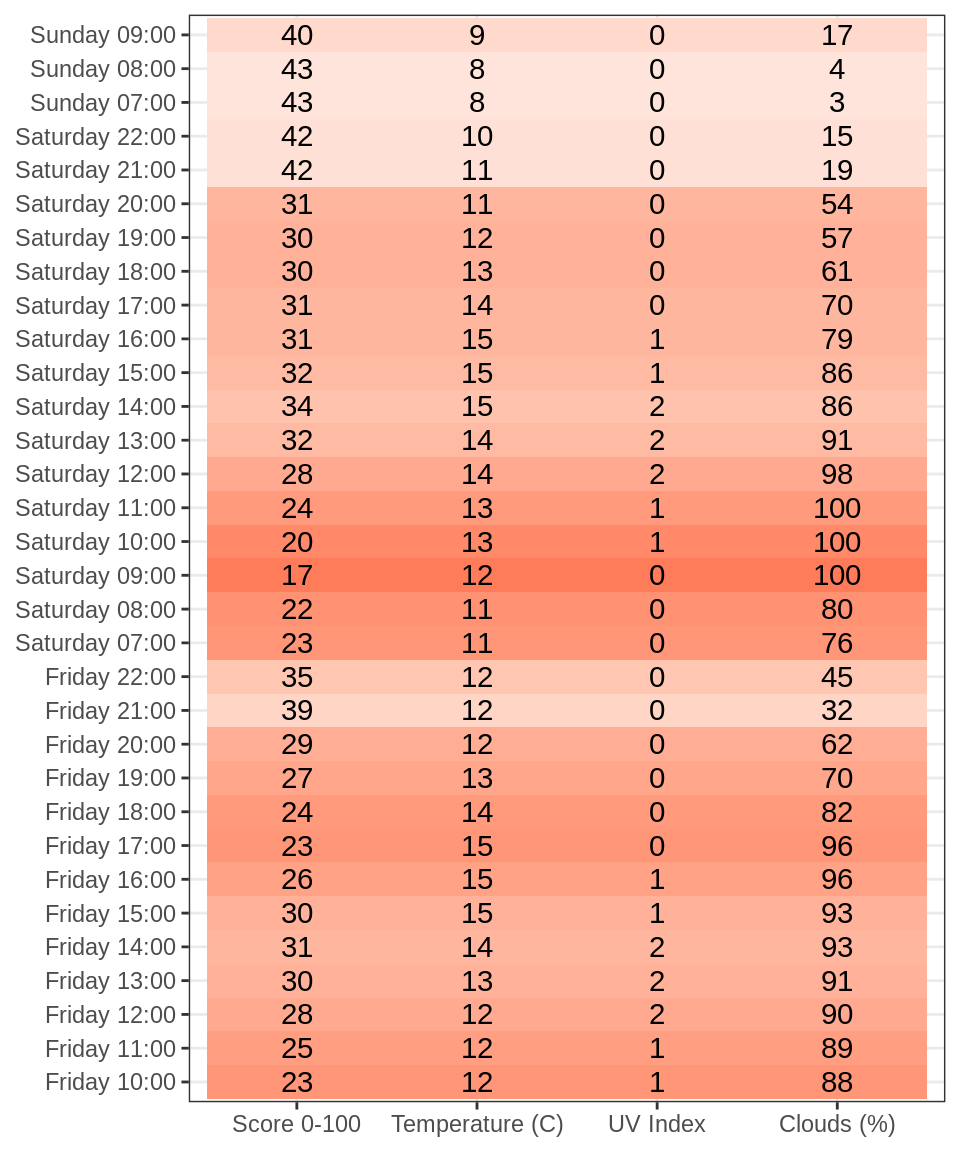 Sunday 09:00 40 9 0 17
Sunday 08:00 43 8 0 4
Sunday 07:00 43 8 0 3
Saturday 22:00 42 10 0 15
Saturday 21:00 42 11 0 19
Saturday 20:00 31 11 0 54
Saturday 19:00 30 12 0 57
Saturday 18:00 30 13 0 61
Saturday 17:00 31 14 0 70
Saturday 16:00 31 15 1 79
Saturday 15:00 32 15 1 86
Saturday 14:00 34 15 2 86
Saturday 13:00 32 14 2 91
Saturday 12:00 28 14 2 98
Saturday 11:00 24 13 1 100
Saturday 10:00 20 13 1 100
Saturday 09:00 17 12 0 100
Saturday 08:00 22 11 0 80
Saturday 07:00 23 11 0 76
Friday 22:00 35 12 0 45
Friday 21:00 39 12 0 32
Friday 20:00 29 12 0 62
Friday 19:00 27 13 0 70
Friday 18:00 24 14 0 82
Friday 17:00 23 15 0 96
Friday 16:00 26 15 1 96
Friday 15:00 30 15 1 93
Friday 14:00 31 14 2 93
Friday 13:00 30 13 2 91
Friday 12:00 28 12 2 90
Friday 11:00 25 12 1 89
Friday 10:00 23 12 1 88
Score 0-100 Temperature (C) UV Index Clouds (%)